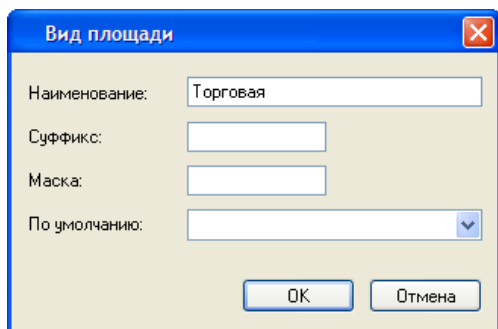 Вид площади
Наименование: Торговая
Суффикс:
Маска:
По умолчанию:
OK Отмена